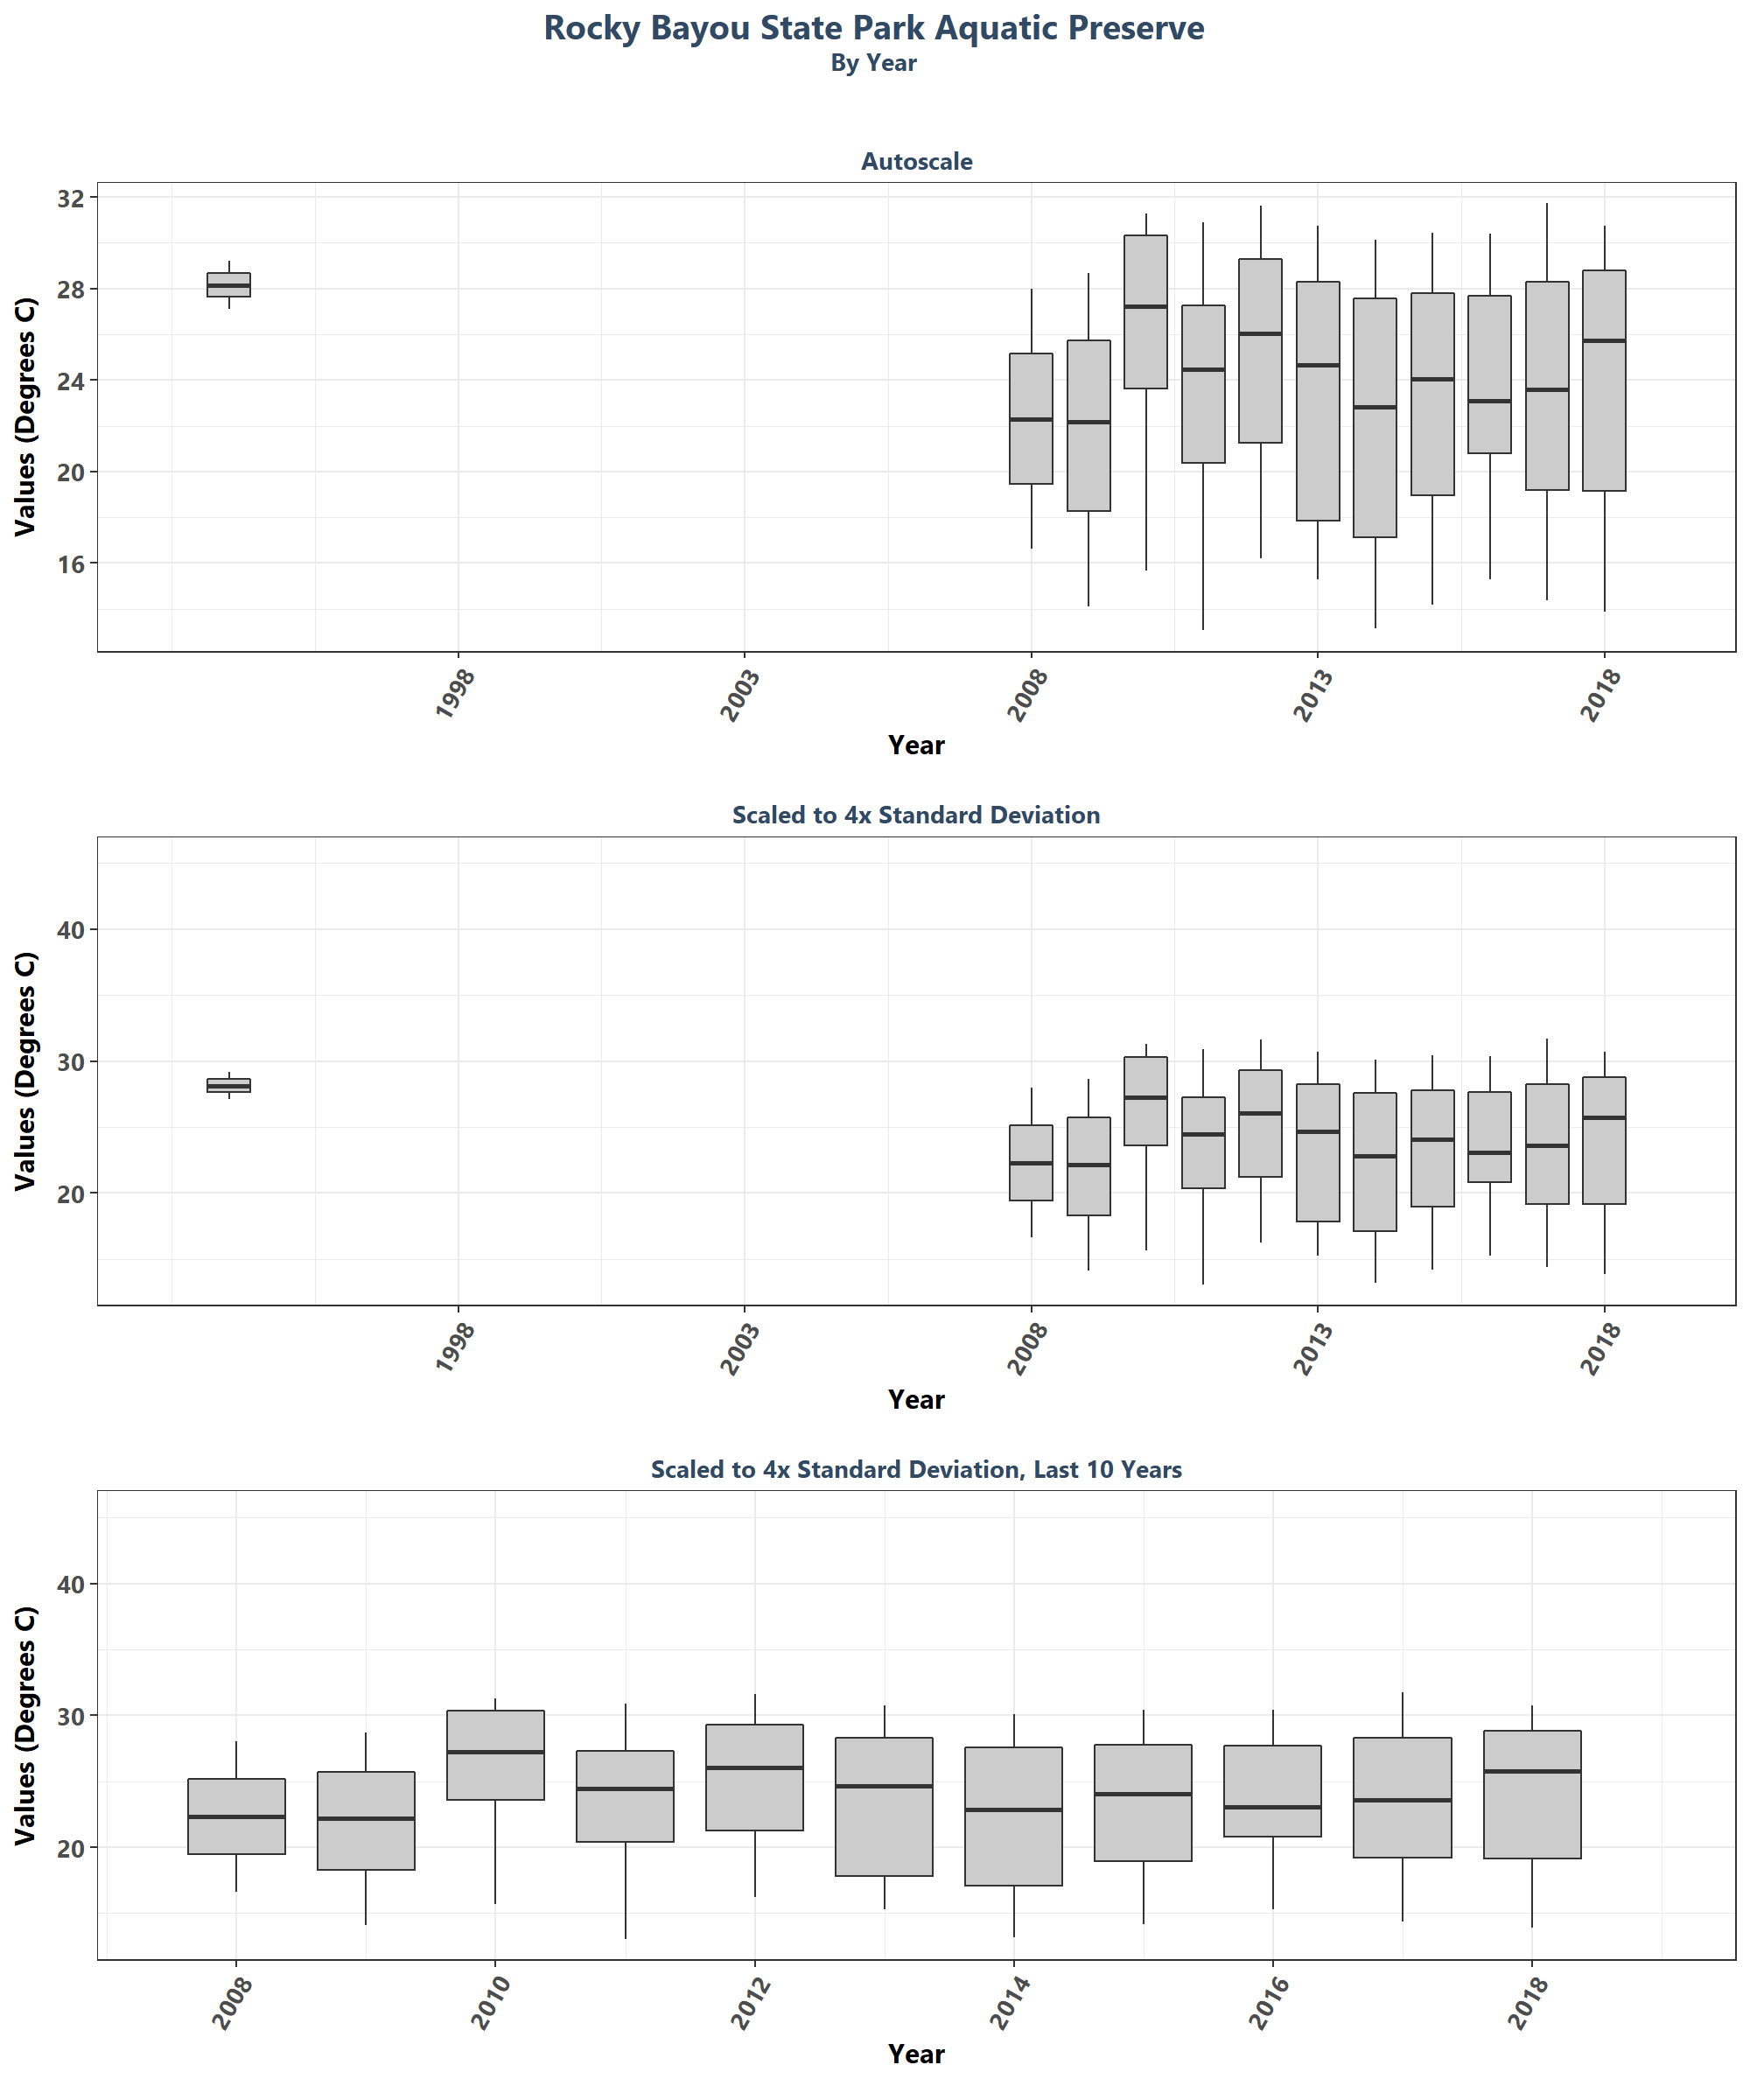 Rocky Bayou State Park Aquatic Preserve
By Year
Autoscale
Values (Degrees C)
32
28
24
20
16
1998
2003
2008
2013
2018
Year
Scaled to 4x Standard Deviation
Values (Degrees C)
40
30
20
1998
2003
2008
2013
2018
Year
Scaled to 4x Standard Deviation, Last 10 Years
Values (Degrees C)
40
30
20
2008
2010
2012
2014
2016
2018
Year